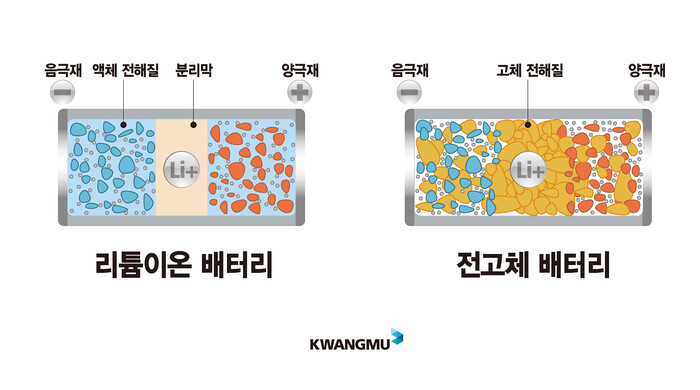 음극재 액체 전해질 분리막 양극재
−
+
Li+
리튬이온 배터리
음극재 고체 전해질 양극재
−
+
Li+
전고체 배터리
KWANGMU